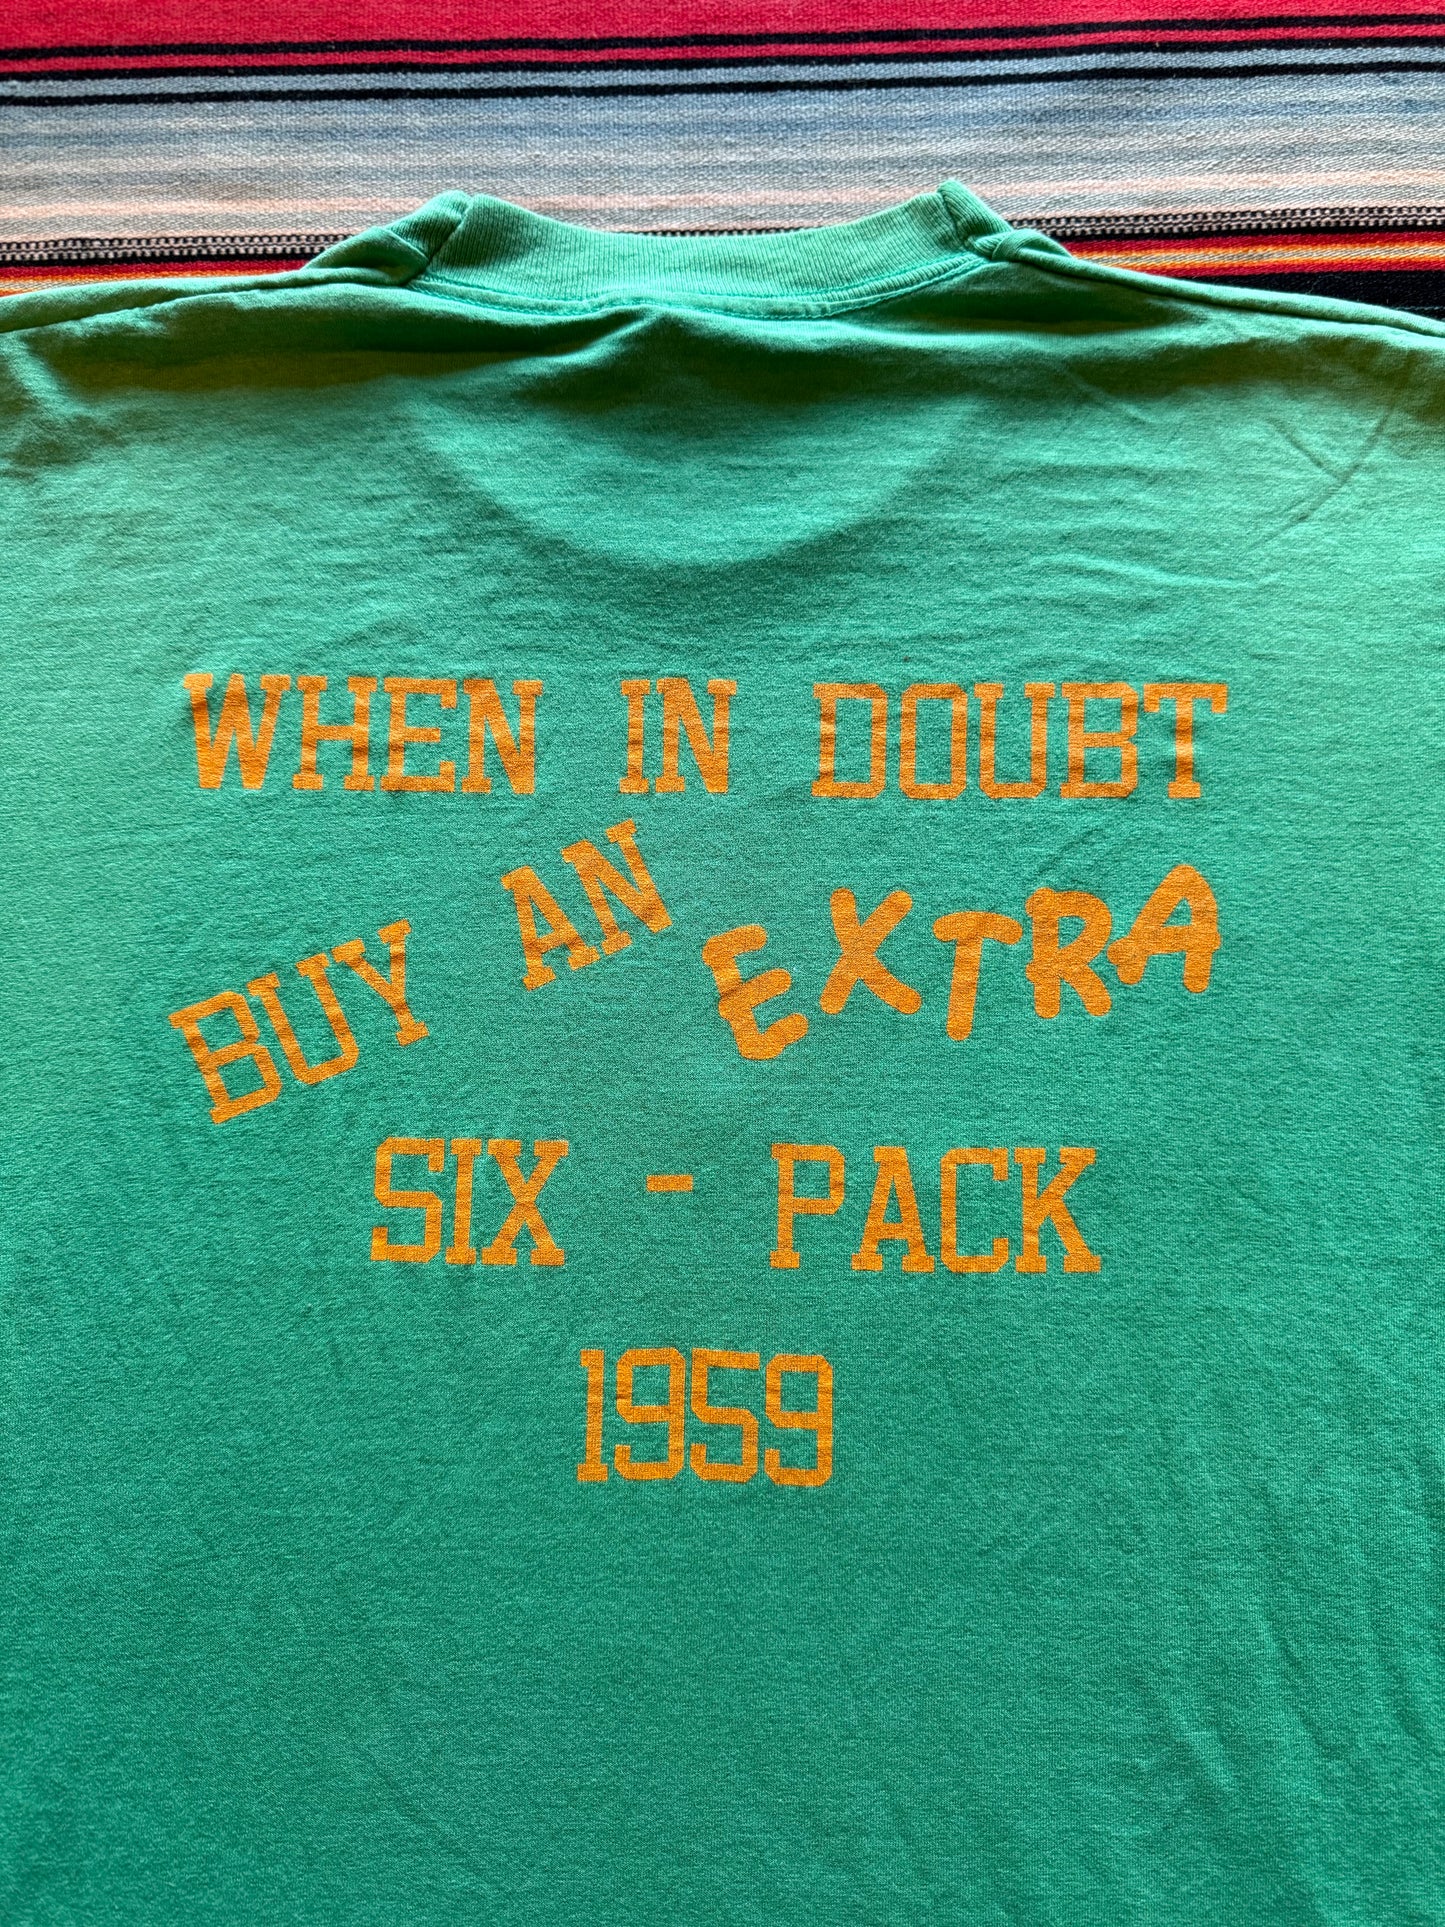 WHEN IN DOUBT
BUY AN EXTRA
SIX - PACK
1959